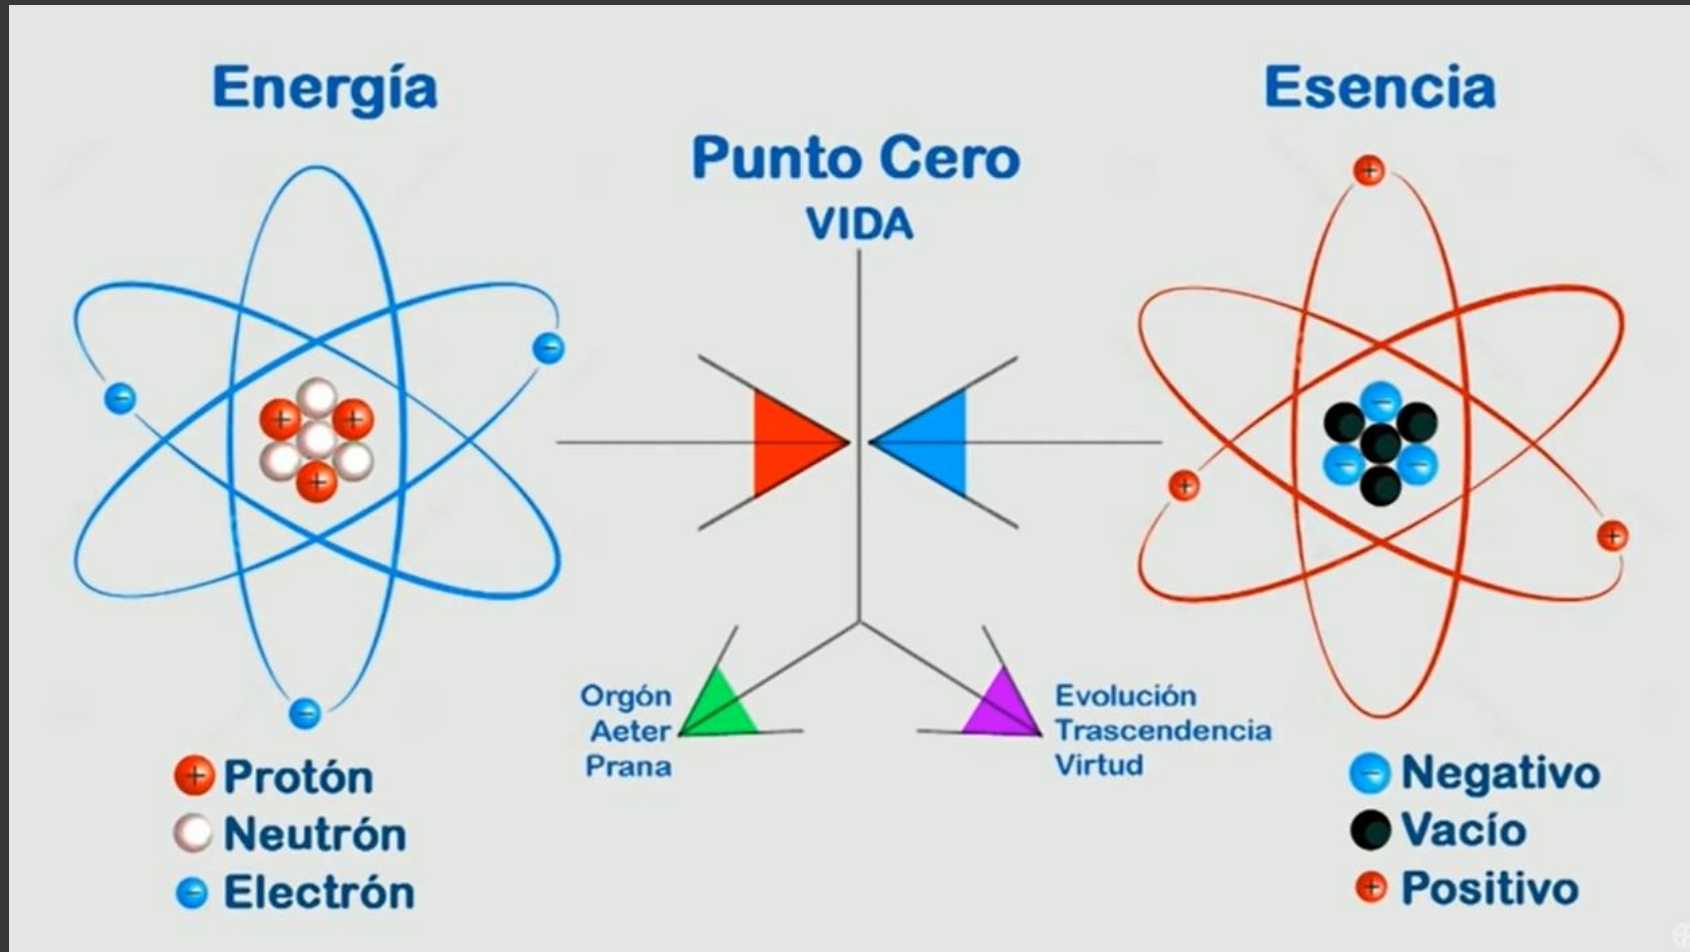 Energía
Punto Cero
VIDA
Esencia
Orgón
Aeter
Prana
Evolución
Trascendencia
Virtud
Protón
Neutrón
Electrón
Negativo
Vacío
Positivo